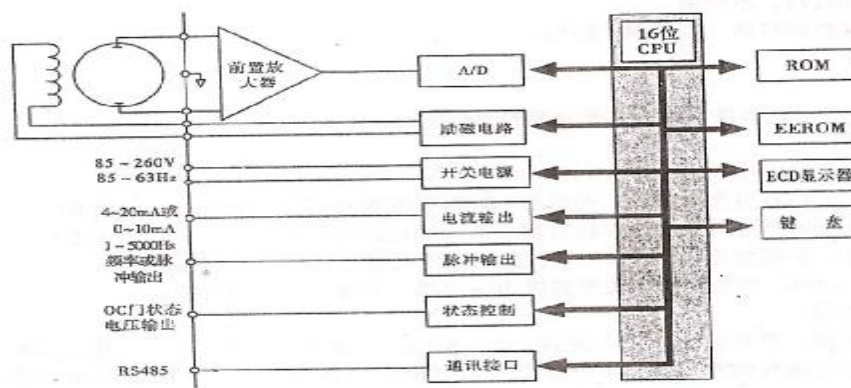 16位
CPU
前置放
大器
A/D
ROM
励磁电路
EEROM
85~260V
85~63Hz
开关电源
ECD显示器
4~20mA或
0~10mA
电流输出
键 盘
1~5000Hz
频率或脉
冲输出
脉冲输出
OC门状态
电压输出
状态控制
RS485
通讯接口